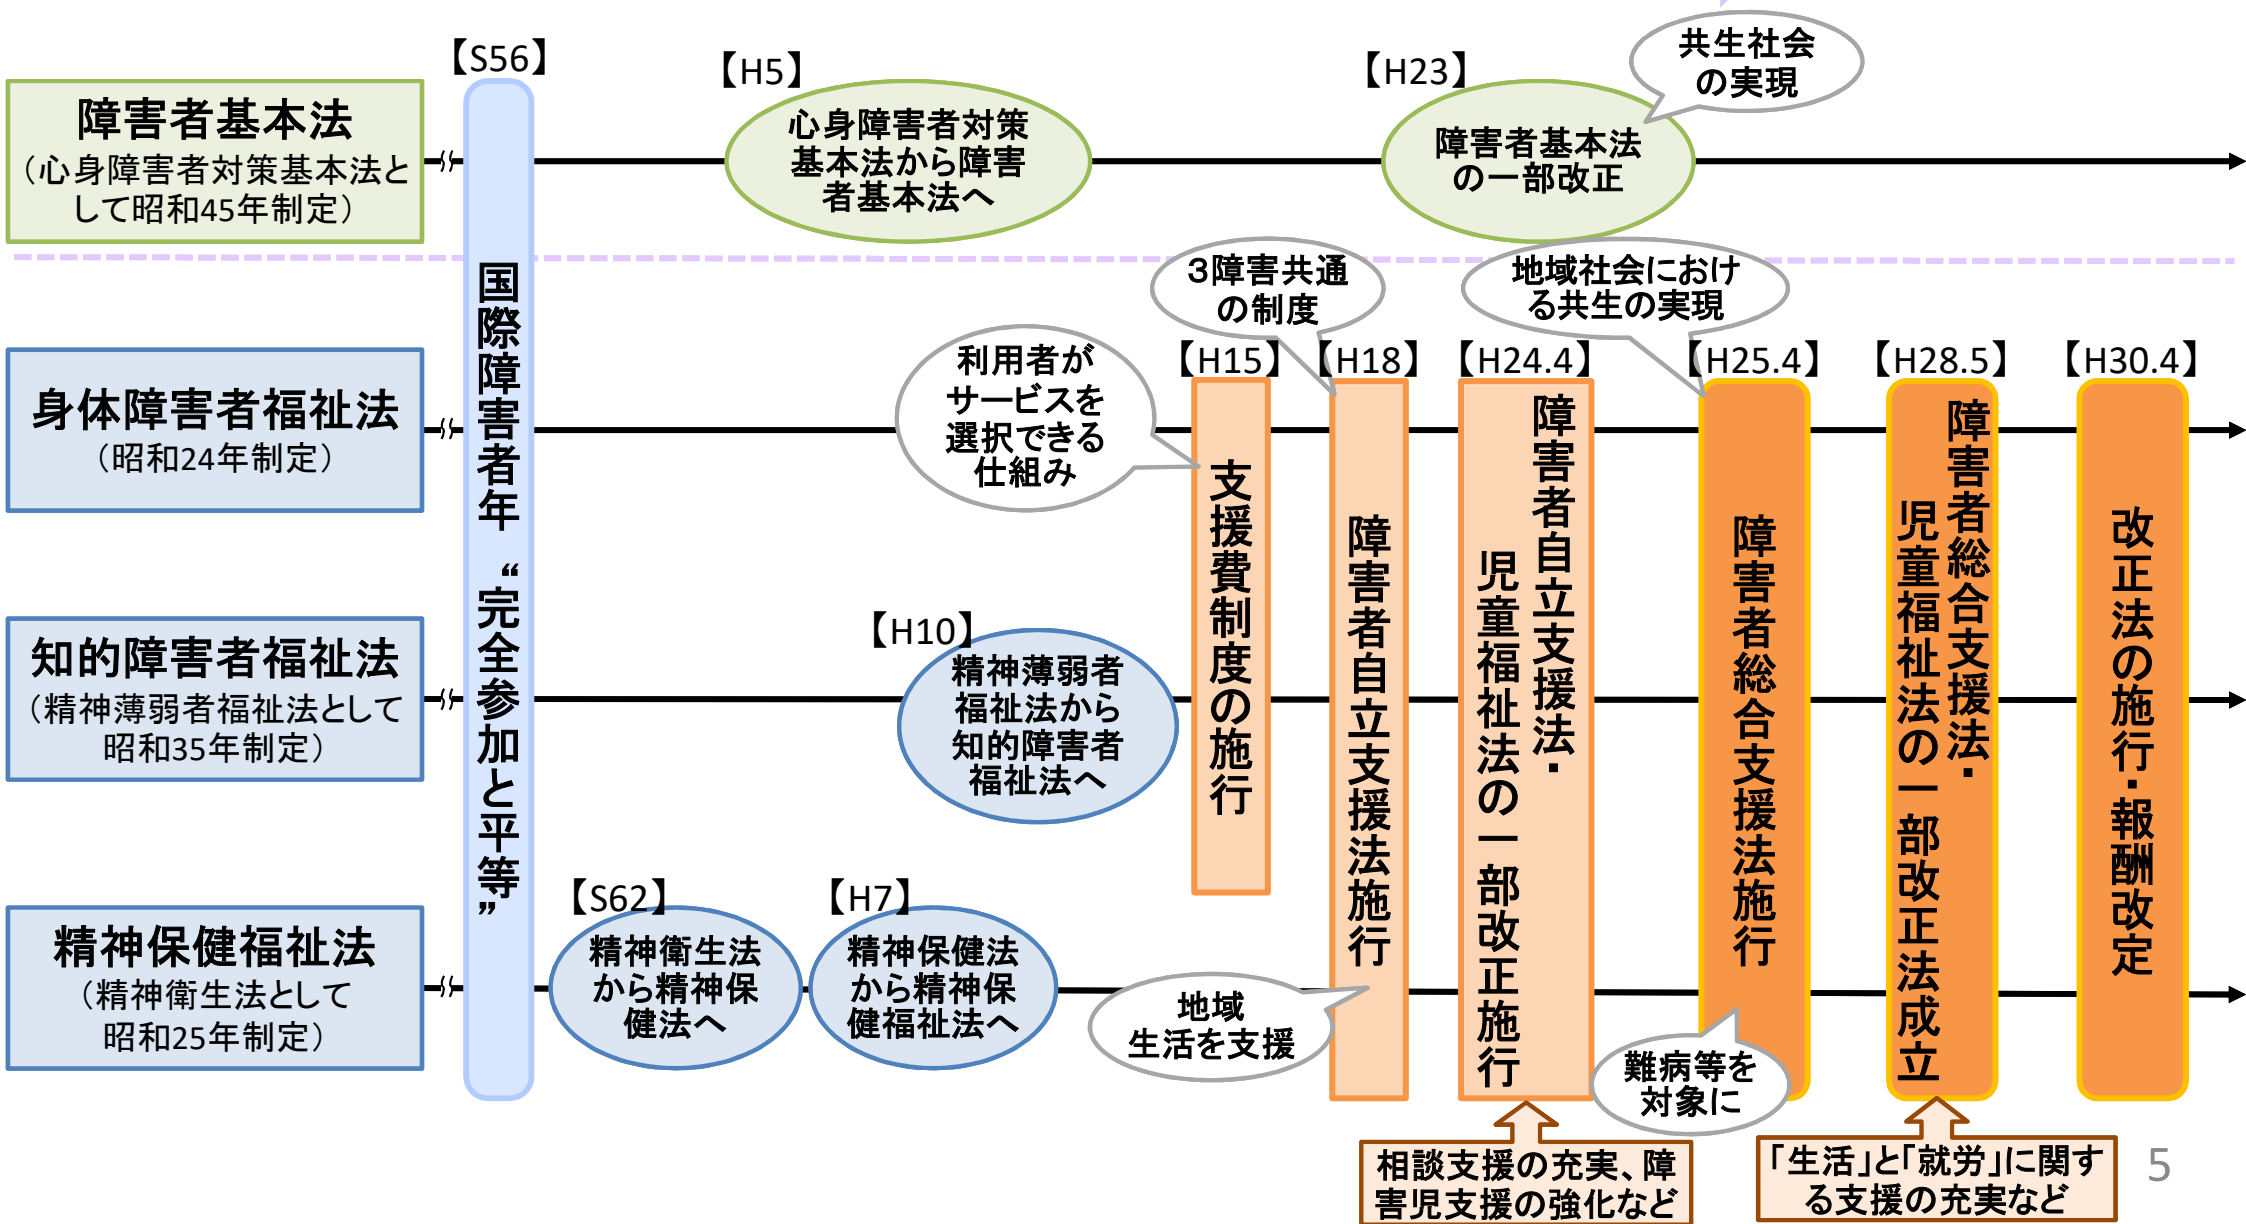 【S56】
【H5】
【H23】
共生社会
の実現
障害者基本法
（心身障害者対策基本法と
して昭和45年制定）
心身障害者対策
基本法から障害
者基本法へ
障害者基本法
の一部改正
国際障害者年 “完全参加と平等”
３障害共通
の制度
地域社会におけ
る共生の実現
利用者が
サービスを
選択できる
仕組み
【H15】
【H18】
【H24.4】
【H25.4】
【H28.5】
【H30.4】
身体障害者福祉法
（昭和24年制定）
支援費制度の施行
障害者自立支援法施行
障害者自立支援法・
児童福祉法の一部改正施行
障害者総合支援法施行
障害者総合支援法・
児童福祉法の一部改正法成立
改正法の施行・報酬改定
知的障害者福祉法
（精神薄弱者福祉法として
昭和35年制定）
【H10】
精神薄弱者
福祉法から
知的障害者
福祉法へ
【S62】
【H7】
精神保健福祉法
（精神衛生法として
昭和25年制定）
精神衛生法
から精神保
健法へ
精神保健法
から精神保
健福祉法へ
地域
生活を支援
難病等を
対象に
相談支援の充実、障
害児支援の強化など
「生活」と「就労」に関す
る支援の充実など
5